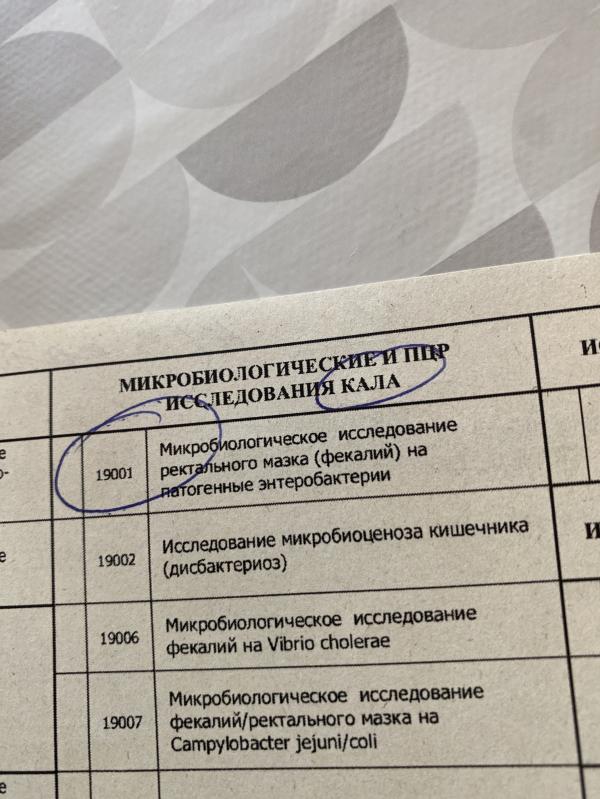 МИКРОБИОЛОГИЧЕСКИЕ И ПЦР
ИССЛЕДОВАНИЯ КАЛА
19001
Микробиологическое исследование
ректального мазка (фекалий) на
патогенные энтеробактерии
19002
Исследование микробиоценоза кишечника
(дисбактериоз)
19006
Микробиологическое исследование
фекалий на Vibrio cholerae
19007
Микробиологическое исследование
фекалий/ректального мазка на
Campylobacter jejuni/coli